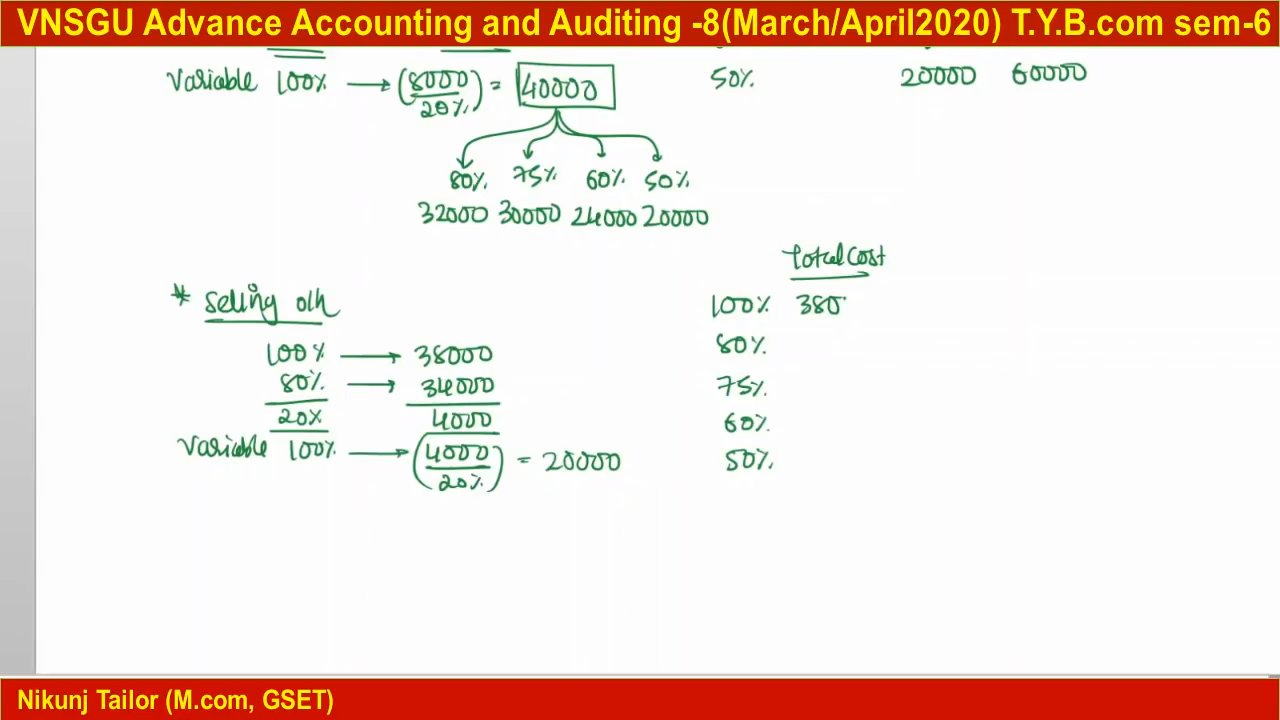 VNSGU Advance Accounting and Auditing -8(March/April2020) T.Y.B.com sem-6
Variable 100% → (8000/20%) = 40000 50% 20000 60000
80% 75% 60% 50%
32000 30000 24000 20000
Total Cost
* Selling o/h 100% 380
100% → 38000 80%
80% → 34000 75%
20% 4000 60%
Variable 100% → (4000/20%) = 20000 50%
Nikunj Tailor (M.com, GSET)